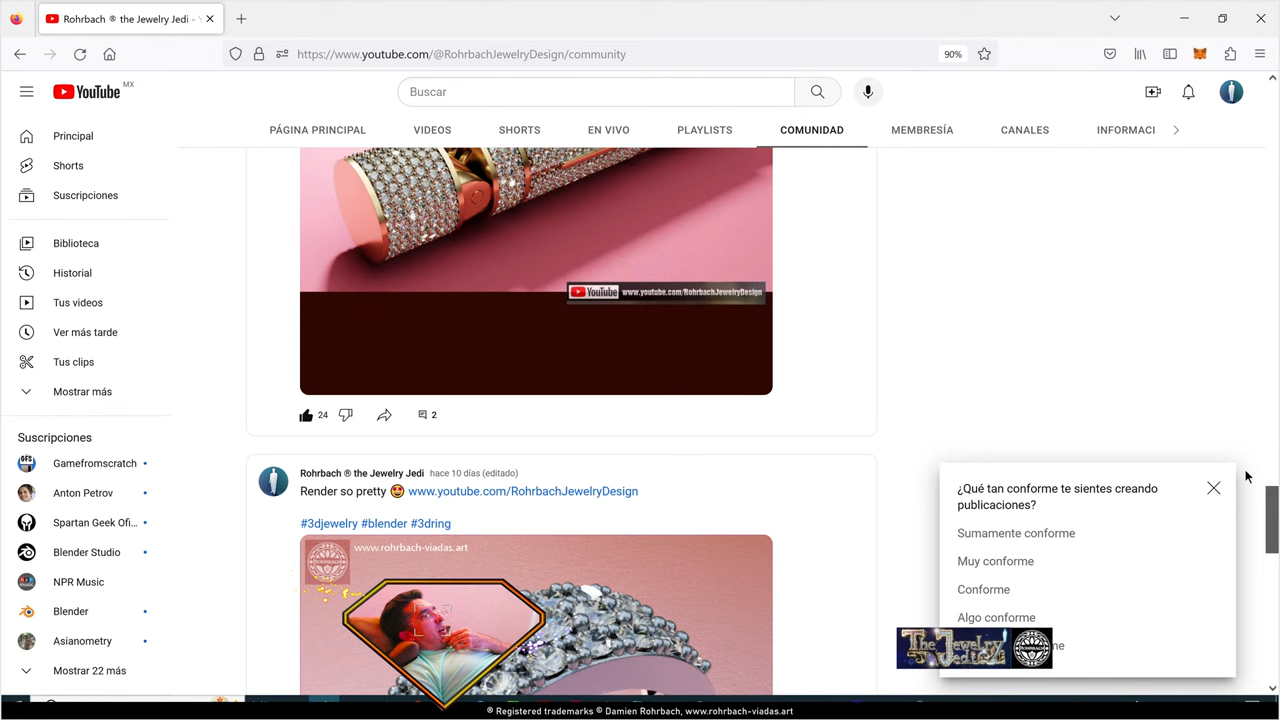 Rohrbach ® the Jewelry Jedi - Y
https://www.youtube.com/@RohrbachJewelryDesign/community
90%
YouTube MX
Buscar
PÁGINA PRINCIPAL VIDEOS SHORTS EN VIVO PLAYLISTS COMUNIDAD MEMBRESÍA CANALES INFORMACI
Principal
Shorts
Suscripciones
Biblioteca
Historial
Tus videos
Ver más tarde
Tus clips
Mostrar más
Suscripciones
GFS
Gamefromscratch
Anton Petrov
Spartan Geek Ofi...
Blender Studio
NPR Music
Blender
Asianometry
Mostrar 22 más
YouTube www.youtube.com/RohrbachJewelryDesign
24 2
Rohrbach ® the Jewelry Jedi hace 10 días (editado)
Render so pretty 🤩 www.youtube.com/RohrbachJewelryDesign
#3djewelry #blender #3dring
www.rohrbach-viadas.art
ROHRBACH
¿Qué tan conforme te sientes creando
publicaciones?
Sumamente conforme
Muy conforme
Conforme
Algo conforme
The Jewelry Jedi ROHRBACH
® Registered trademarks © Damien Rohrbach, www.rohrbach-viadas.art